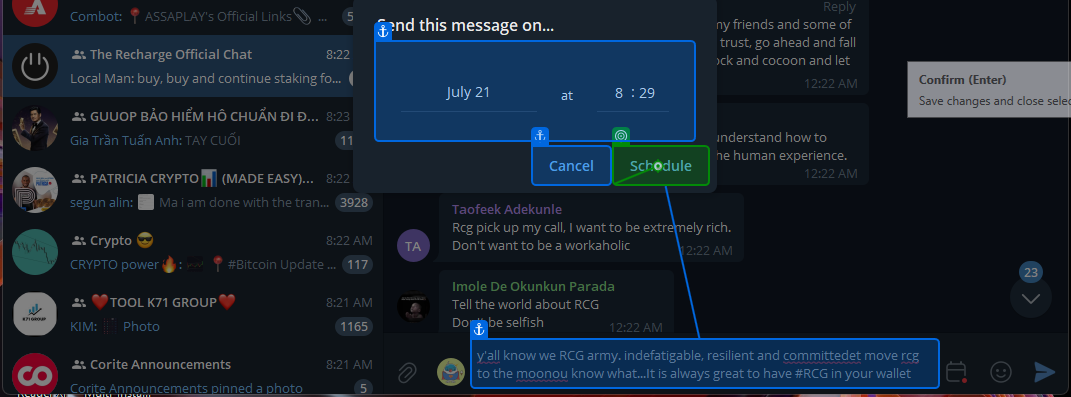 Combot: 📍 ASSAPLAY's Official Links📎 ...
The Recharge Official Chat 8:22
Local Man: buy, buy and continue staking fo...
GUUOP BẢO HIỂM HÔ CHUẨN ĐI Đ... 8:23
Gia Trần Tuấn Anh: TAY CUỐI
PATRICIA CRYPTO📊 (MADE EASY)... 8:22
segun alin: Ma i am done with the tran... 3928
Crypto 😎 8:22 AM
CRYPTO power🔥: 📍#Bitcoin Update ... 117
❤️TOOL K71 GROUP❤️ 8:21 AM
K71 GROUP
KIM: Photo 1165
Corite Announcements 8:21 AM
Corite Announcements pinned a photo 5
Send this message on...
July 21 at 8 : 29
Cancel Schedule
Reply
my friends and some of
trust, go ahead and fall
ock and cocoon and let
12:22 AM
Confirm (Enter)
Save changes and close selec
understand how to
he human experience.
12:22 AM
Taofeek Adekunle
TA
Rcg pick up my call, I want to be extremely rich.
Don't want to be a workaholic
12:22 AM
Imole De Okunkun Parada
Tell the world about RCG
Don't be selfish
12:22 AM
23
y'all know we RCG army. indefatigable, resilient and committedet move rcg
to the moonou know what...It is always great to have #RCG in your wallet